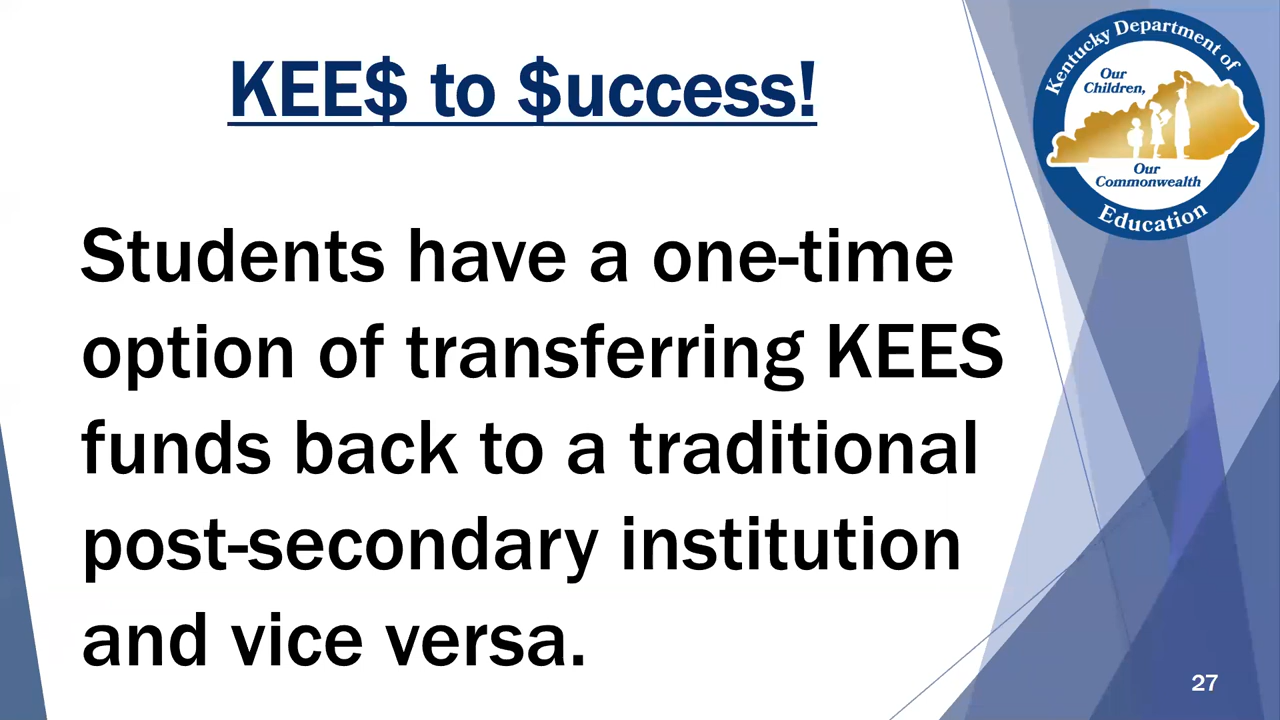 KEE$ to $uccess!
Kentucky Department of
Our
Children,
Our
Commonwealth
Education
Students have a one-time
option of transferring KEES
funds back to a traditional
post-secondary institution
and vice versa.
27